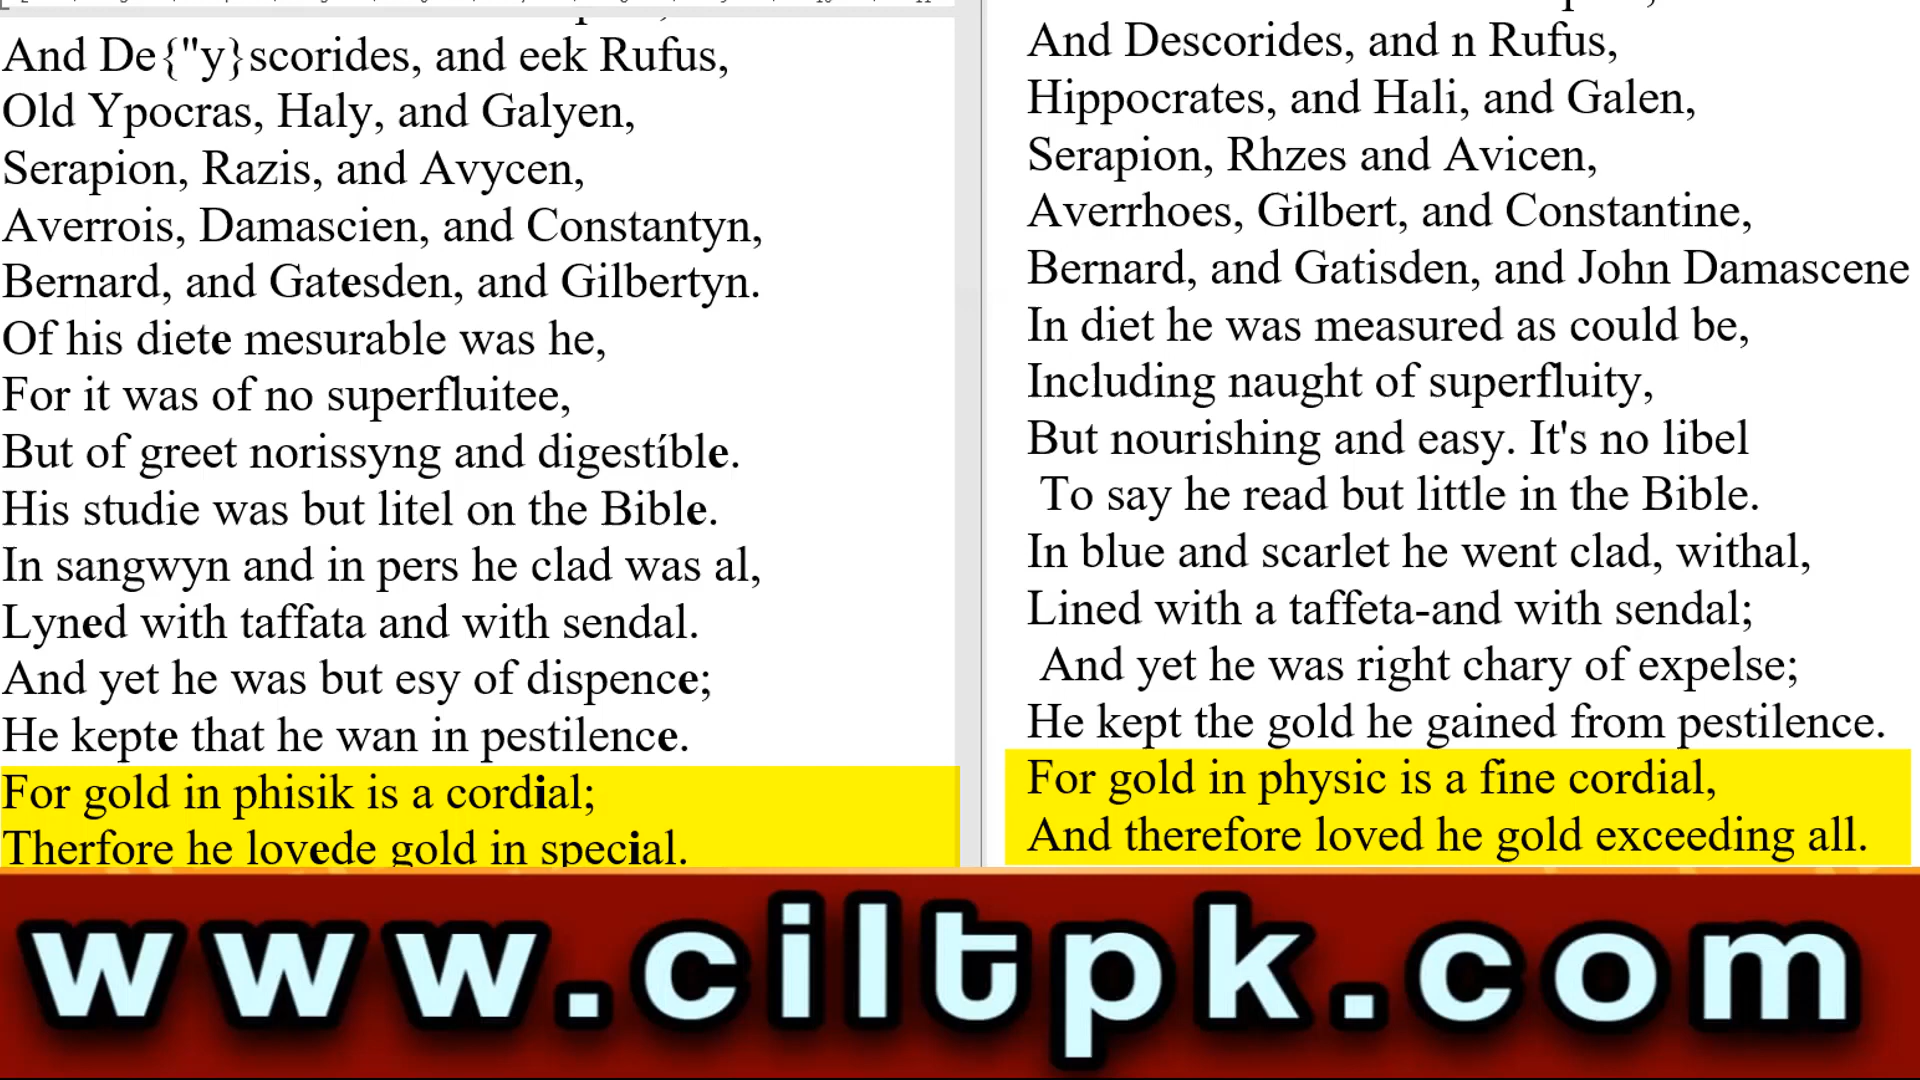 And De{"y}scorides, and eek Rufus,
Old Ypocras, Haly, and Galyen,
Serapion, Razis, and Avycen,
Averrois, Damascien, and Constantyn,
Bernard, and Gatesden, and Gilbertyn.
Of his diete mesurable was he,
For it was of no superfluitee,
But of greet norissyng and digestíble.
His studie was but litel on the Bible.
In sangwyn and in pers he clad was al,
Lyned with taffata and with sendal.
And yet he was but esy of dispence;
He kepte that he wan in pestilence.
For gold in phisik is a cordial;
Therfore he lovede gold in special.
And Descorides, and n Rufus,
Hippocrates, and Hali, and Galen,
Serapion, Rhzes and Avicen,
Averrhoes, Gilbert, and Constantine,
Bernard, and Gatisden, and John Damascene
In diet he was measured as could be,
Including naught of superfluity,
But nourishing and easy. It's no libel
To say he read but little in the Bible.
In blue and scarlet he went clad, withal,
Lined with a taffeta-and with sendal;
And yet he was right chary of expelse;
He kept the gold he gained from pestilence.
For gold in physic is a fine cordial,
And therefore loved he gold exceeding all.
www.ciltpk.com